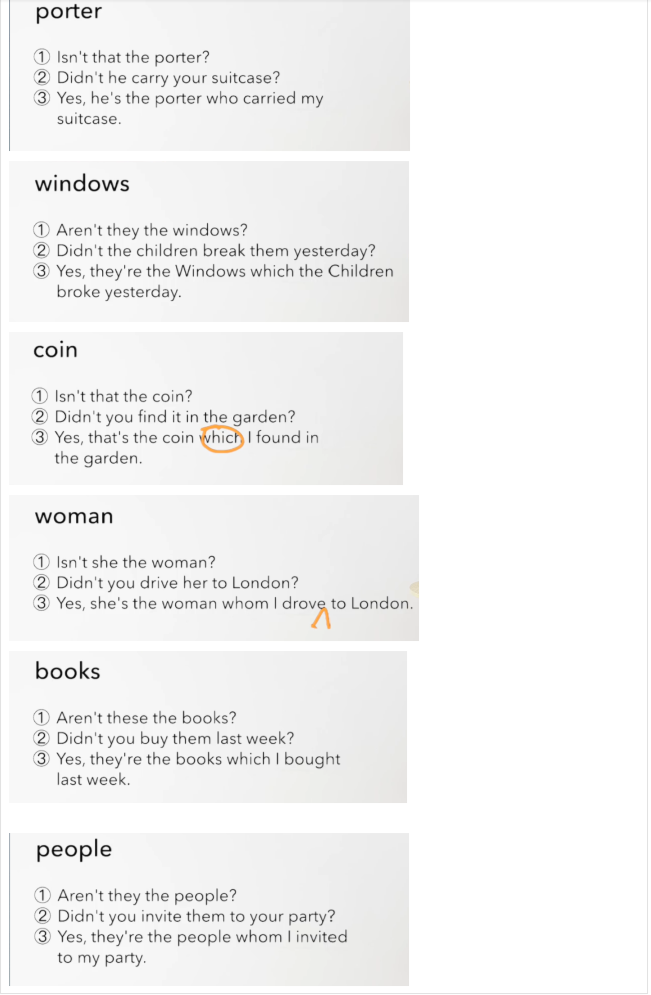 porter
① Isn't that the porter?
② Didn't he carry your suitcase?
③ Yes, he's the porter who carried my
suitcase.
windows
① Aren't they the windows?
② Didn't the children break them yesterday?
③ Yes, they're the Windows which the Children
broke yesterday.
coin
① Isn't that the coin?
② Didn't you find it in the garden?
③ Yes, that's the coin which I found in
the garden.
woman
① Isn't she the woman?
② Didn't you drive her to London?
③ Yes, she's the woman whom I drove to London.
books
① Aren't these the books?
② Didn't you buy them last week?
③ Yes, they're the books which I bought
last week.
people
① Aren't they the people?
② Didn't you invite them to your party?
③ Yes, they're the people whom I invited
to my party.